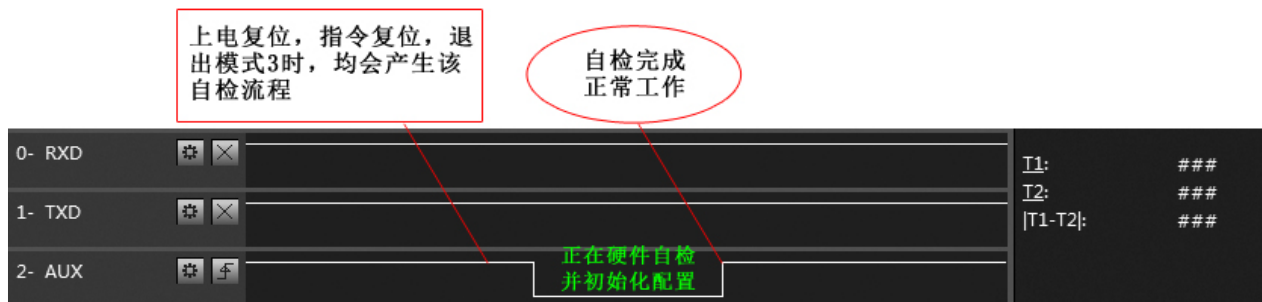 上电复位，指令复位，退
出模式3时，均会产生该
自检流程
自检完成
正常工作
0- RXD
T1: ###
T2: ###
|T1-T2|: ###
1- TXD
2- AUX
正在硬件自检
并初始化配置